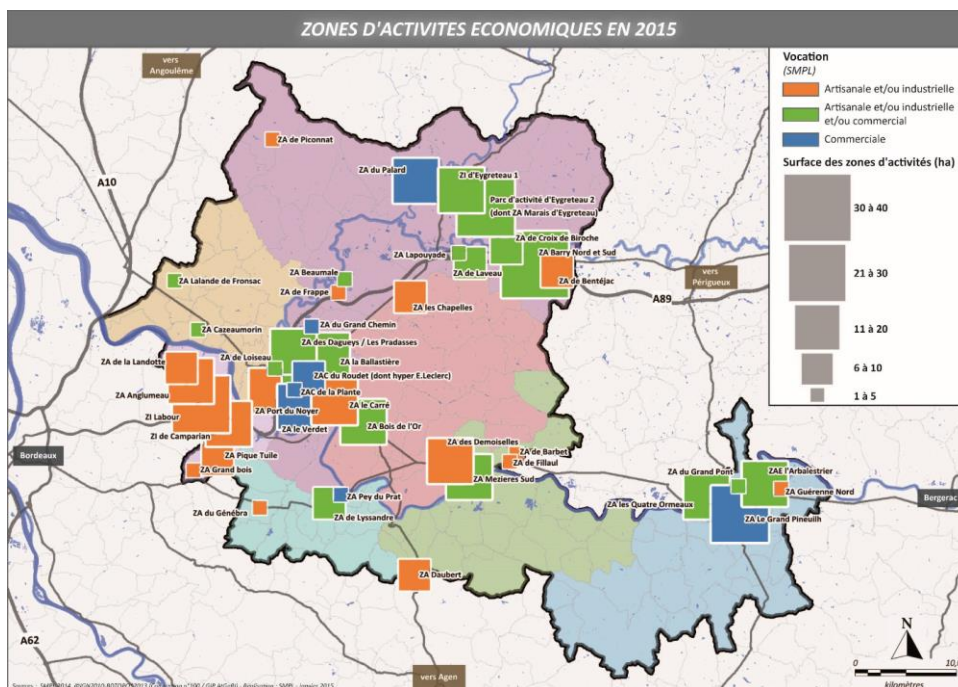 ZONES D'ACTIVITES ECONOMIQUES EN 2015
vers
Angoulême
A10
Vocation
(SMPL)
Artisanale et/ou industrielle
Artisanale et/ou industrielle
et/ou commercial
Commerciale
Surface des zones d'activités (ha)
30 à 40
21 à 30
11 à 20
6 à 10
1 à 5
ZA de Piconnat
ZA du Palard
ZI d'Eygreteau 1
Parc d'activité d'Eygreteau 2
(dont ZA Marais d'Eygreteau)
ZA de Croix de Biroche
ZA Lapouyade
ZA Barry Nord et Sud
ZA de Laveau
ZA de Bentéjac
ZA Beaumale
ZA Lalande de Fronsac
ZA de Frappe
ZA les Chapelles
vers
Périgueux
A89
ZA Cazeaumorin
ZA du Grand Chemin
ZA des Dagueys / Les Pradasses
ZA de la Landotte
ZA de Loiseau
ZA la Ballastière
ZAC du Roudet (dont hyper E.Leclerc)
ZA Anglumeau
ZAC de la Plante
ZA le Carré
ZA Port du Noyer
ZI Labour
ZA le Verdet
ZA Bois de l'Or
ZI de Camparian
ZA des Demoiselles
ZA de Barbet
ZA de Fillaul
Bordeaux
ZA Pique Tuile
ZA Grand bois
ZA Mezieres Sud
ZA du Grand Pont
ZAE l'Arbalestrier
ZA Guérenne Nord
Bergerac
ZA Pey du Prat
ZA les Quatre Ormeaux
ZA du Génébra
ZA de Lyssandre
ZA Le Grand Pineuilh
ZA Daubert
A62
vers Agen
N
0
10,
kilomètres